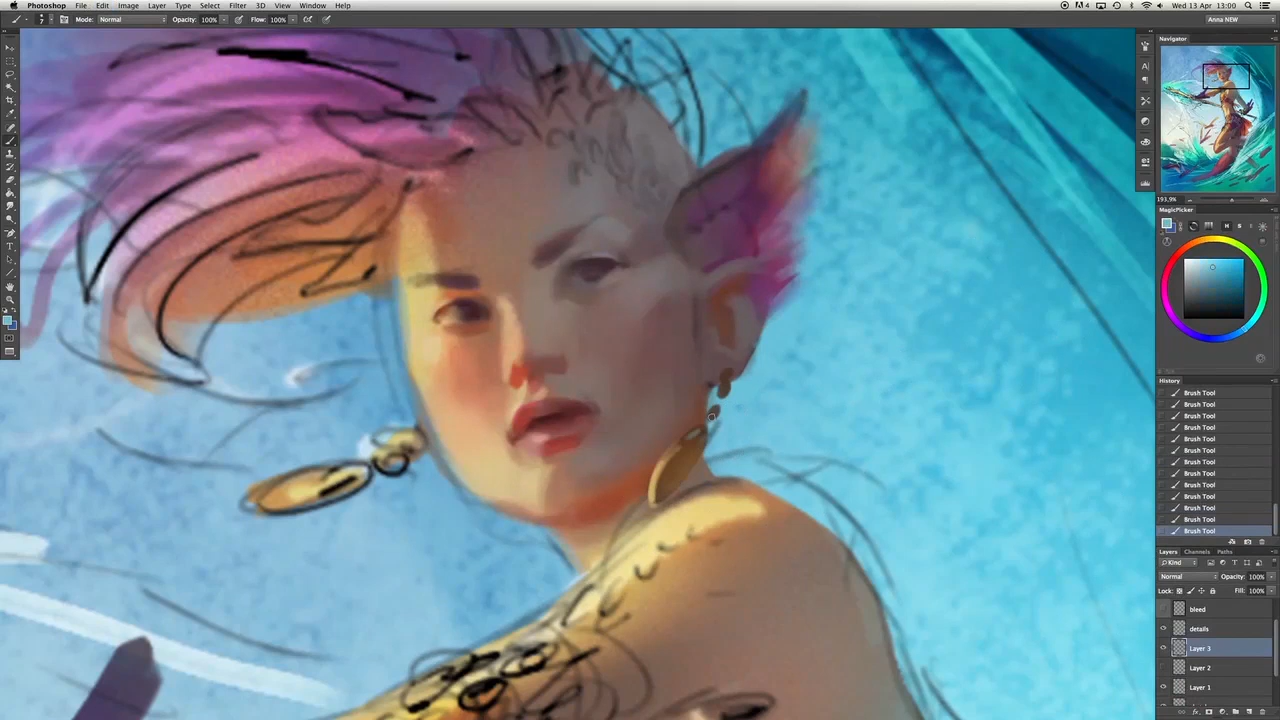 Photoshop File Edit Image Layer Type Select Filter 3D View Window Help
4 Wed 13 Apr 13:00
Mode: Normal Opacity: 100% Flow: 100%
Anna NEW
Navigator
193,9%
MagicPicker
H S
History
Brush Tool
Brush Tool
Brush Tool
Brush Tool
Brush Tool
Brush Tool
Brush Tool
Brush Tool
Brush Tool
Brush Tool
Brush Tool
Brush Tool
Brush Tool
Layers Channels Paths
Kind
Normal Opacity: 100%
Lock: Fill: 100%
bleed
details
Layer 3
Layer 2
Layer 1